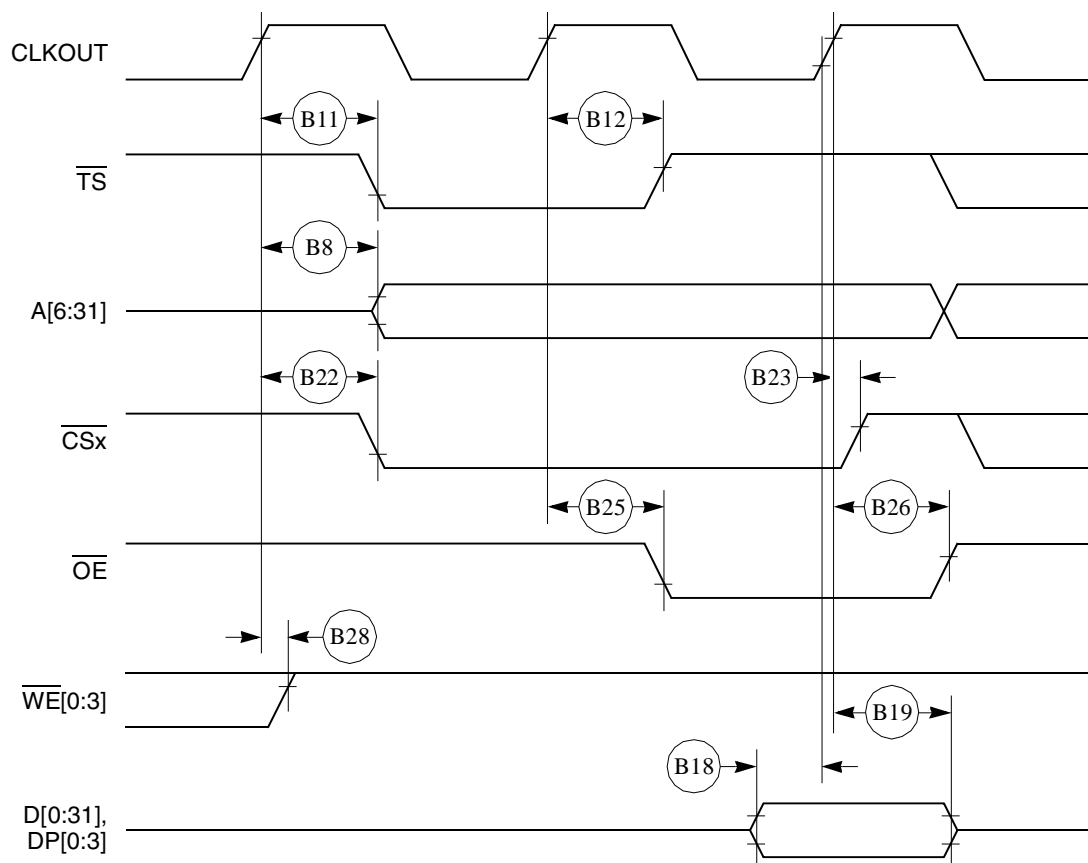 CLKOUT
B11
B12
TS
B8
A[6:31]
B22
B23
CSx
B25
B26
OE
B28
WE[0:3]
B19
B18
D[0:31],
DP[0:3]